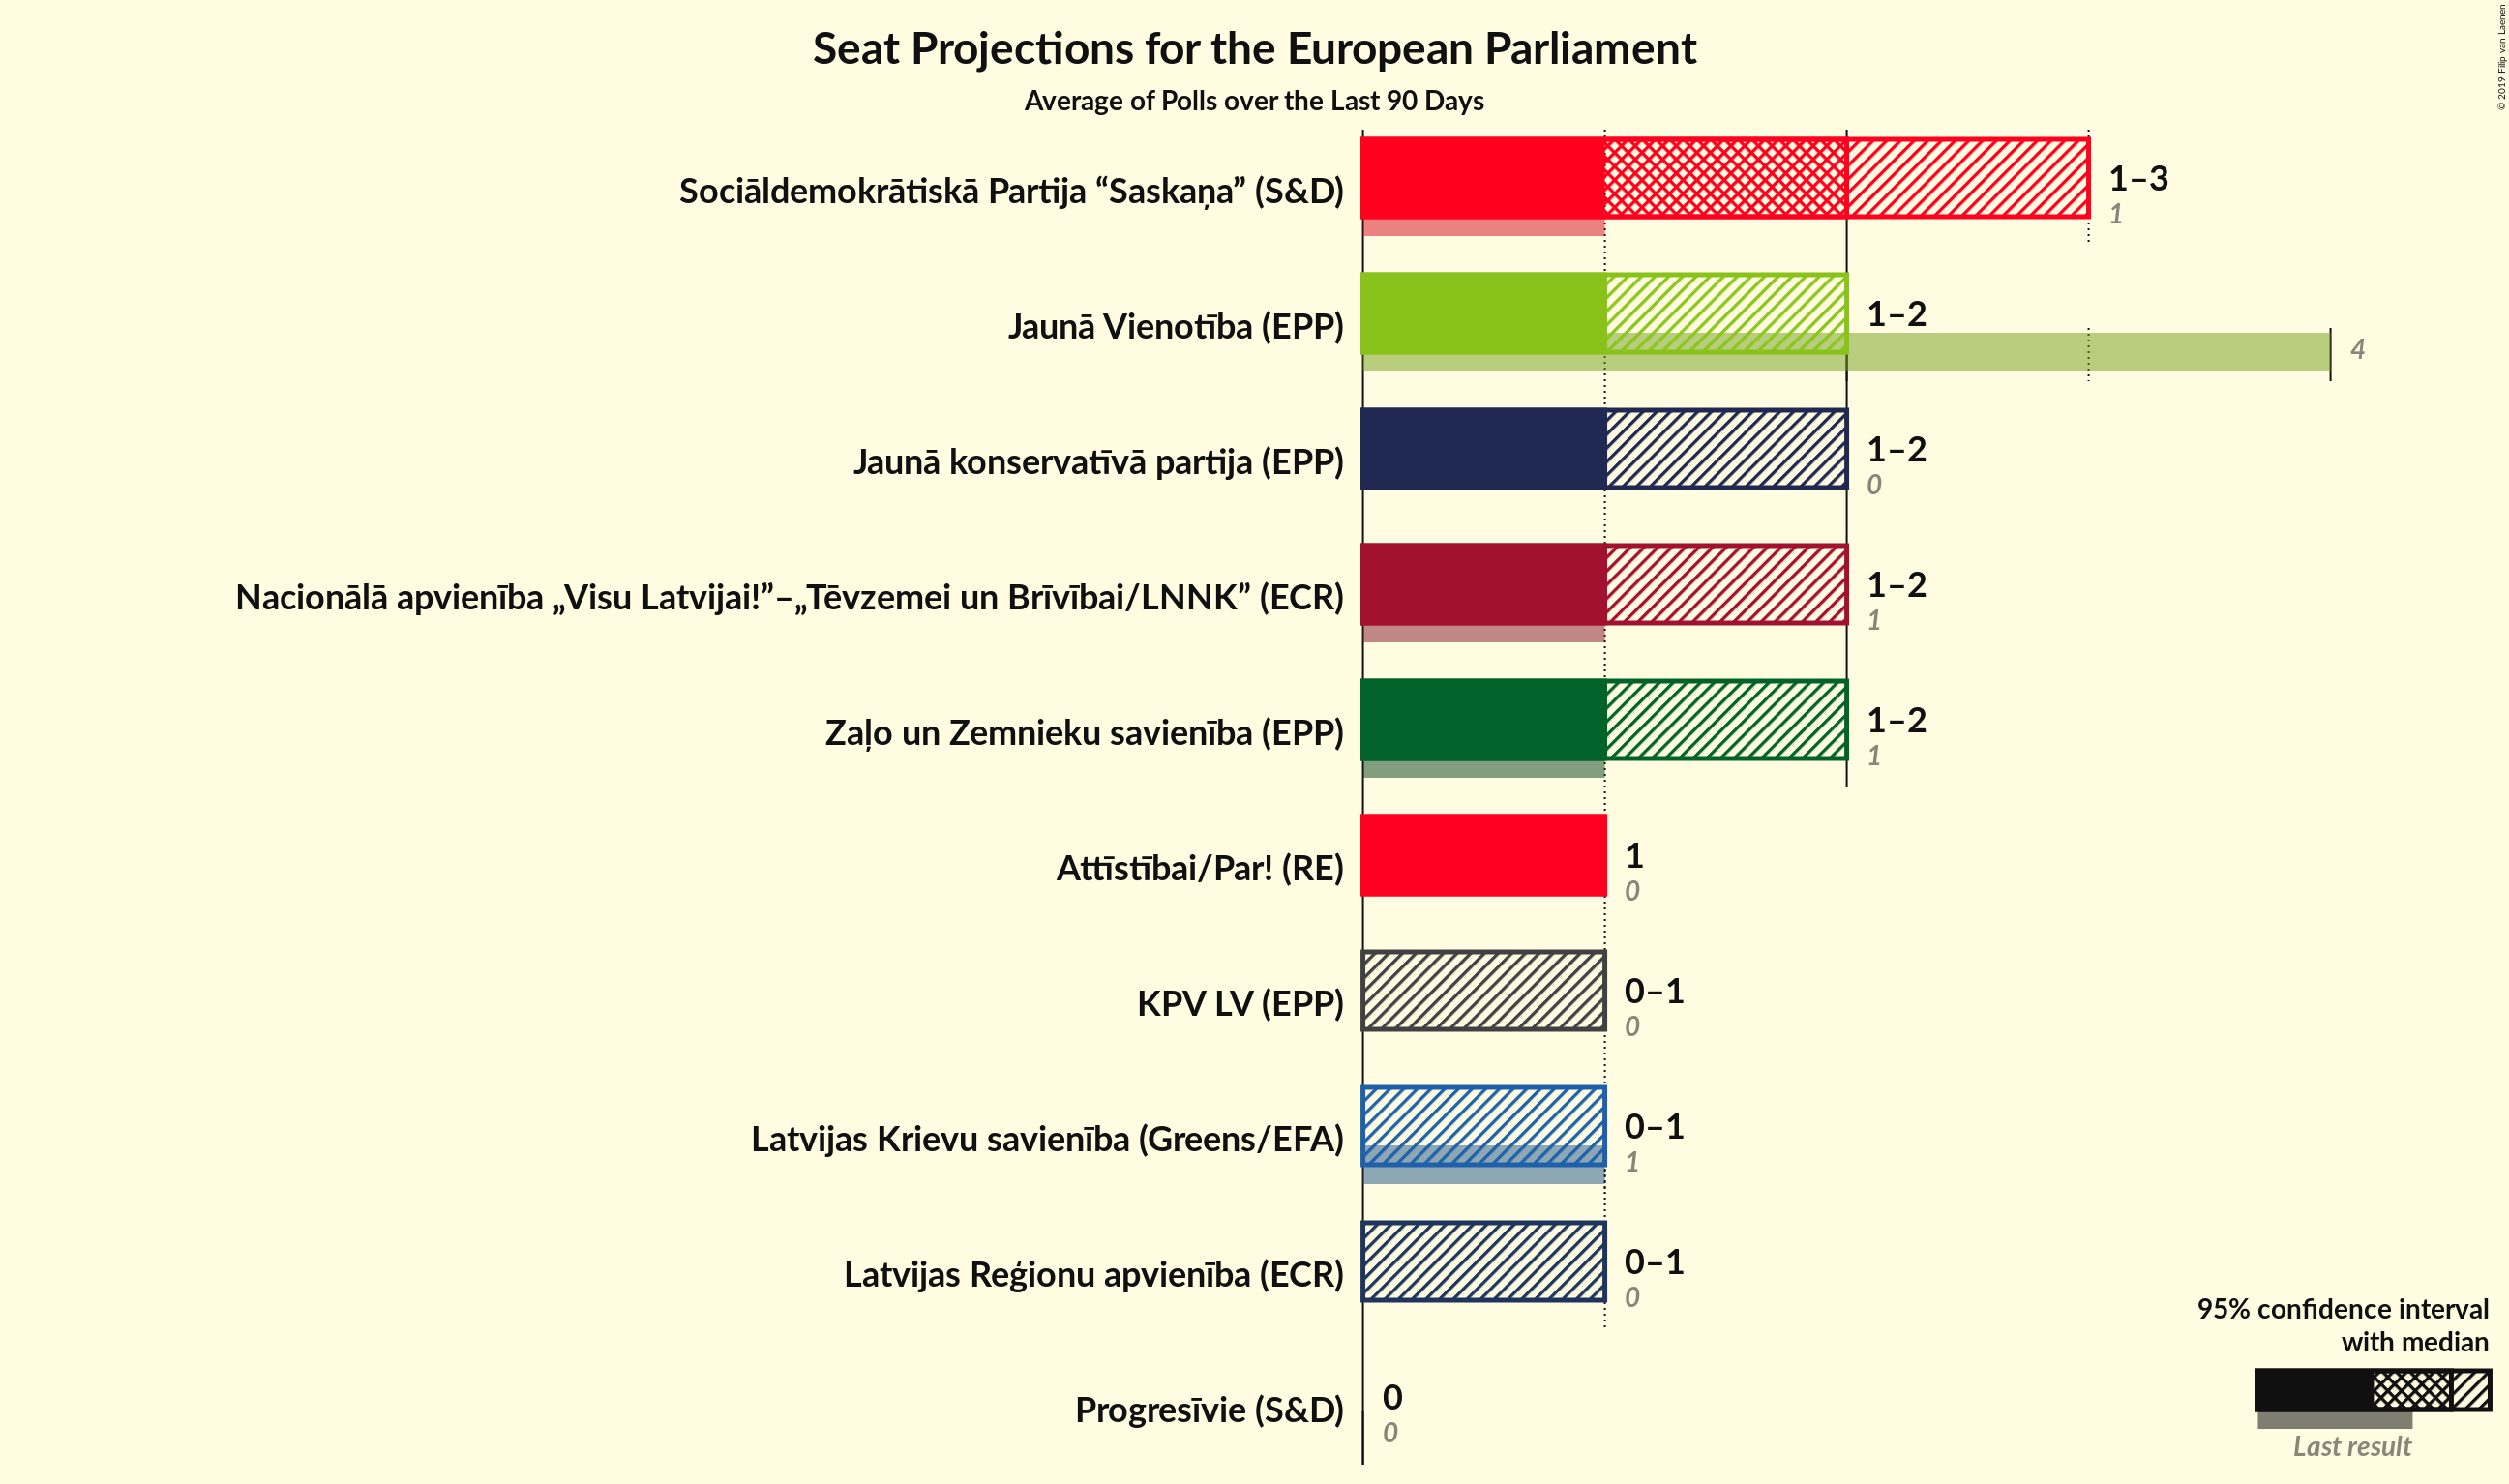 Seat Projections for the European Parliament
Average of Polls over the Last 90 Days
© 2019 Filip van Laenen
Sociāldemokrātiskā Partija “Saskaņa” (S&D)
1–3
1
Jaunā Vienotība (EPP)
1–2
4
Jaunā konservatīvā partija (EPP)
1–2
0
Nacionālā apvienība „Visu Latvijai!”–„Tēvzemei un Brīvībai/LNNK” (ECR)
1–2
1
Zaļo un Zemnieku savienība (EPP)
1–2
1
Attīstībai/Par! (RE)
1
0
KPV LV (EPP)
0–1
0
Latvijas Krievu savienība (Greens/EFA)
0–1
1
Latvijas Reģionu apvienība (ECR)
0–1
0
Progresīvie (S&D)
0
0
95% confidence interval
with median
Last result